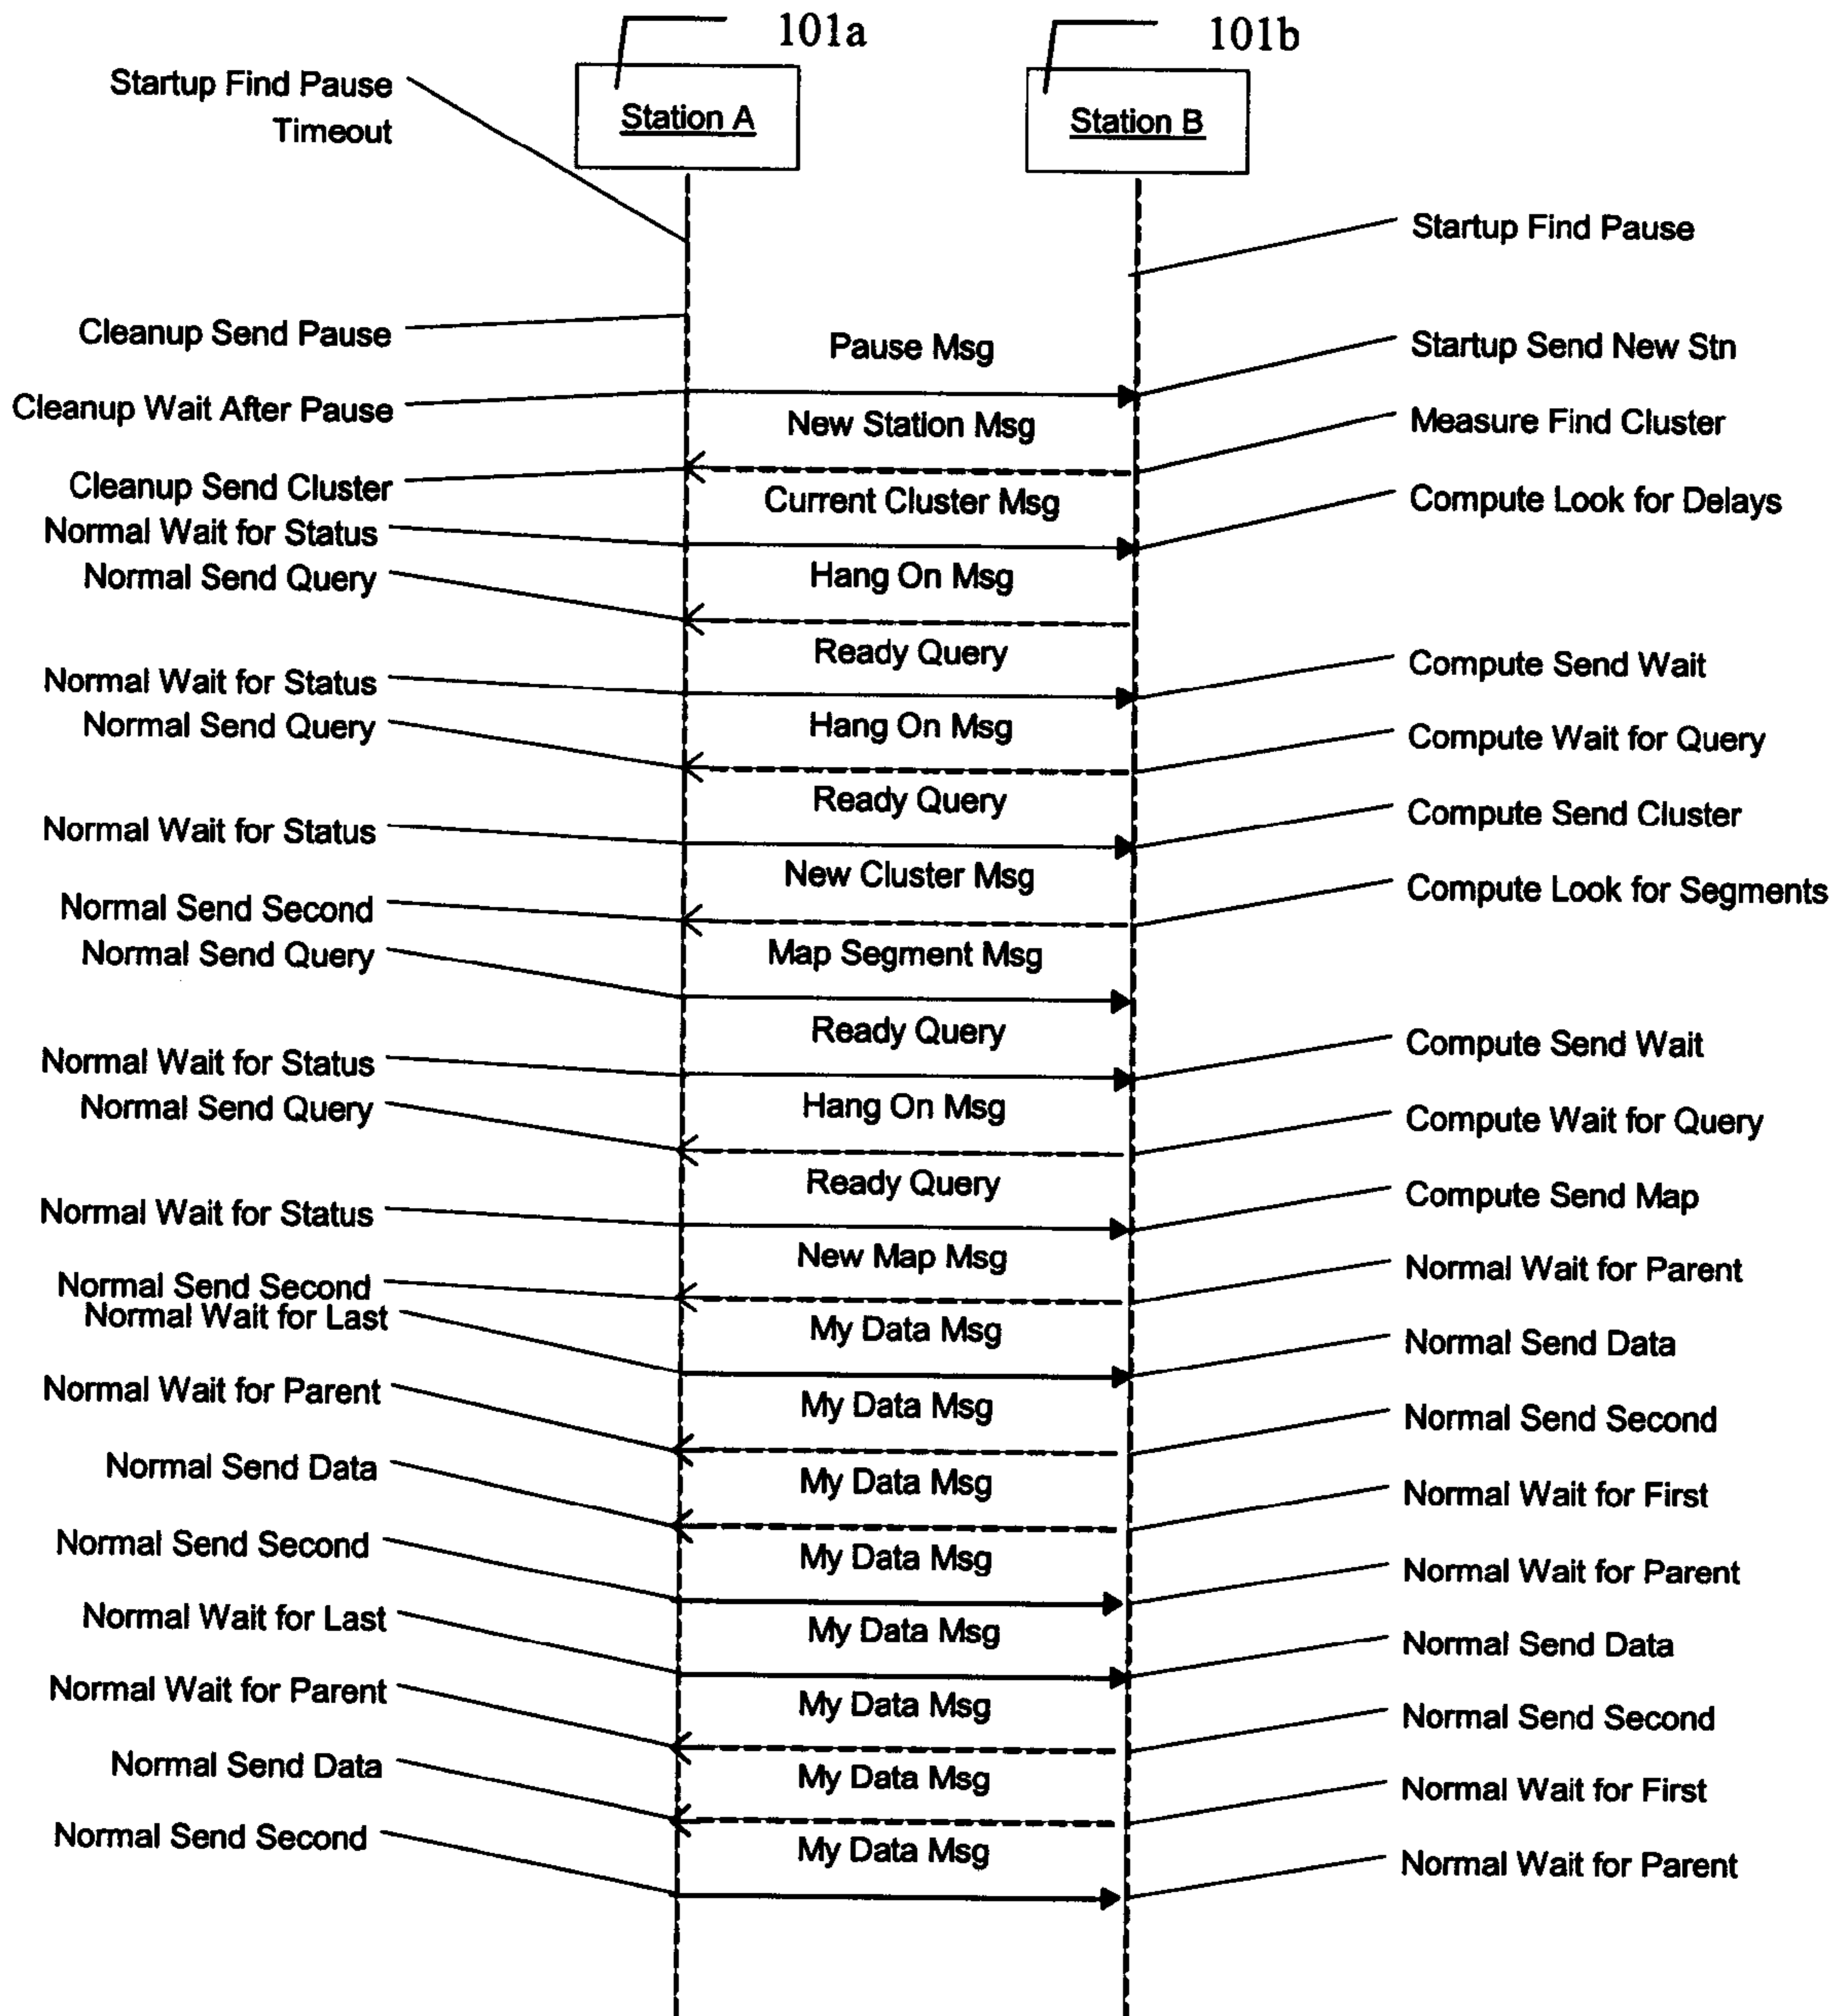 101a
101b
Startup Find Pause
Timeout
Station A
Station B
Startup Find Pause
Cleanup Send Pause
Pause Msg
Startup Send New Stn
Cleanup Wait After Pause
New Station Msg
Measure Find Cluster
Cleanup Send Cluster
Current Cluster Msg
Compute Look for Delays
Normal Wait for Status
Normal Send Query
Hang On Msg
Ready Query
Compute Send Wait
Normal Wait for Status
Normal Send Query
Hang On Msg
Compute Wait for Query
Ready Query
Compute Send Cluster
Normal Wait for Status
New Cluster Msg
Compute Look for Segments
Normal Send Second
Normal Send Query
Map Segment Msg
Ready Query
Compute Send Wait
Normal Wait for Status
Normal Send Query
Hang On Msg
Compute Wait for Query
Ready Query
Compute Send Map
Normal Wait for Status
New Map Msg
Normal Wait for Parent
Normal Send Second
Normal Wait for Last
My Data Msg
Normal Send Data
Normal Wait for Parent
My Data Msg
Normal Send Second
Normal Send Data
My Data Msg
Normal Wait for First
Normal Send Second
My Data Msg
Normal Wait for Parent
Normal Wait for Last
My Data Msg
Normal Send Data
Normal Wait for Parent
My Data Msg
Normal Send Second
Normal Send Data
My Data Msg
Normal Wait for First
Normal Send Second
My Data Msg
Normal Wait for Parent